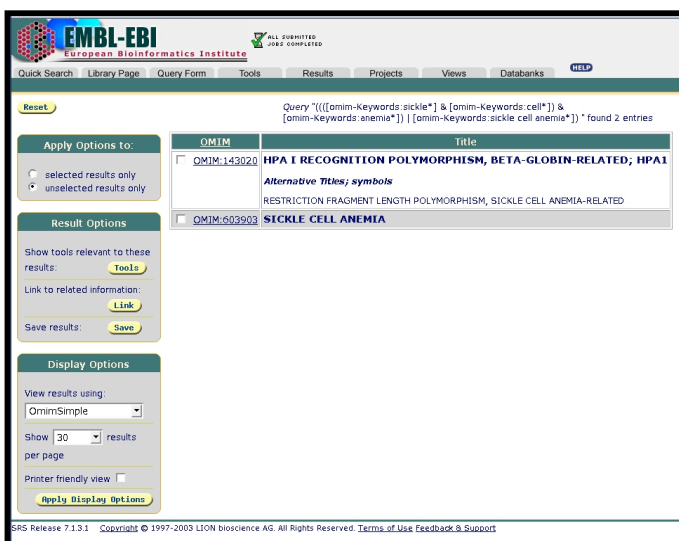 EMBL-EBI
European Bioinformatics Institute
ALL SUBMITTED
JOBS COMPLETED
Quick Search Library Page Query Form Tools Results Projects Views Databanks HELP
Reset
Query "((([omim-Keywords:sickle*] & [omim-Keywords:cell*]) &
[omim-Keywords:anemia*]) | [omim-Keywords:sickle cell anemia*]) " found 2 entries
Apply Options to:
selected results only
unselected results only
Result Options
Show tools relevant to these
results: Tools
Link to related information:
Link
Save results: Save
Display Options
View results using:
OmimSimple
Show 30 results
per page
Printer friendly view
Apply Display Options
OMIM Title
OMIM:143020 HPA I RECOGNITION POLYMORPHISM, BETA-GLOBIN-RELATED; HPA1
Alternative Titles; symbols
RESTRICTION FRAGMENT LENGTH POLYMORPHISM, SICKLE CELL ANEMIA-RELATED
OMIM:603903 SICKLE CELL ANEMIA
SRS Release 7.1.3.1 Copyright © 1997-2003 LION bioscience AG. All Rights Reserved. Terms of Use Feedback & Support